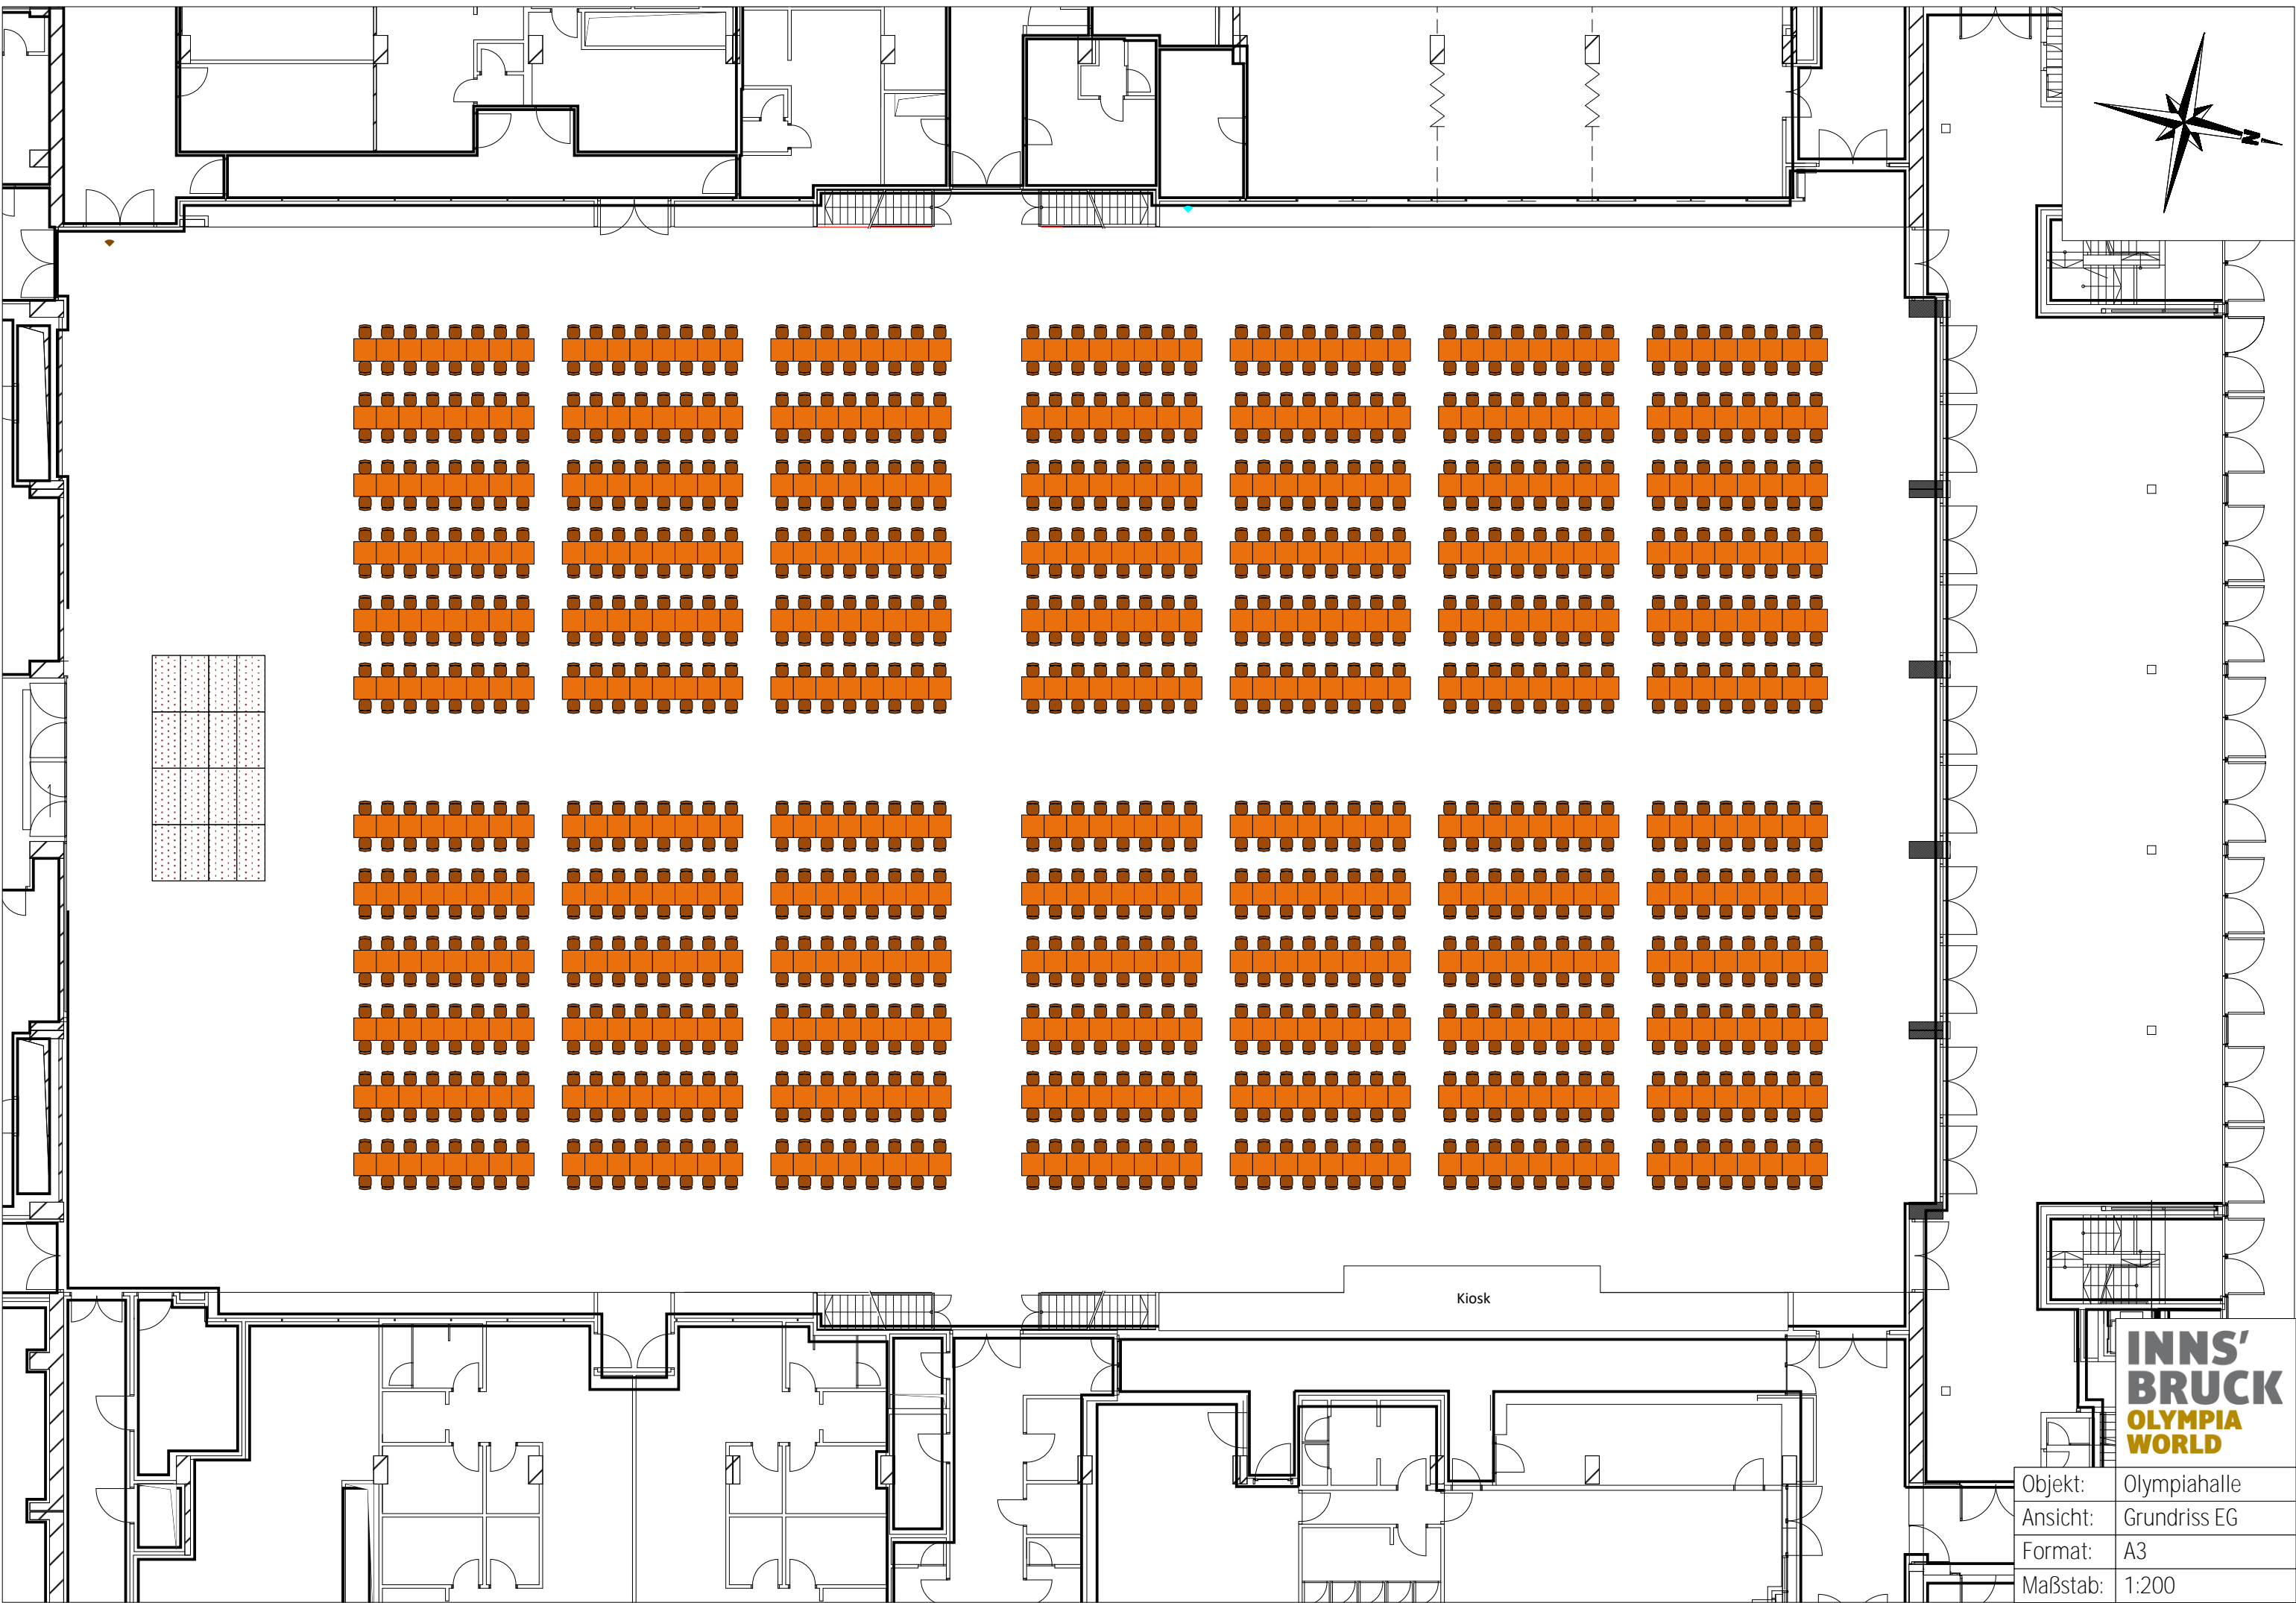 N
Kiosk
INNS'
BRUCK
OLYMPIA
WORLD
Objekt: Olympiahalle
Ansicht: Grundriss EG
Format: A3
Maßstab: 1:200